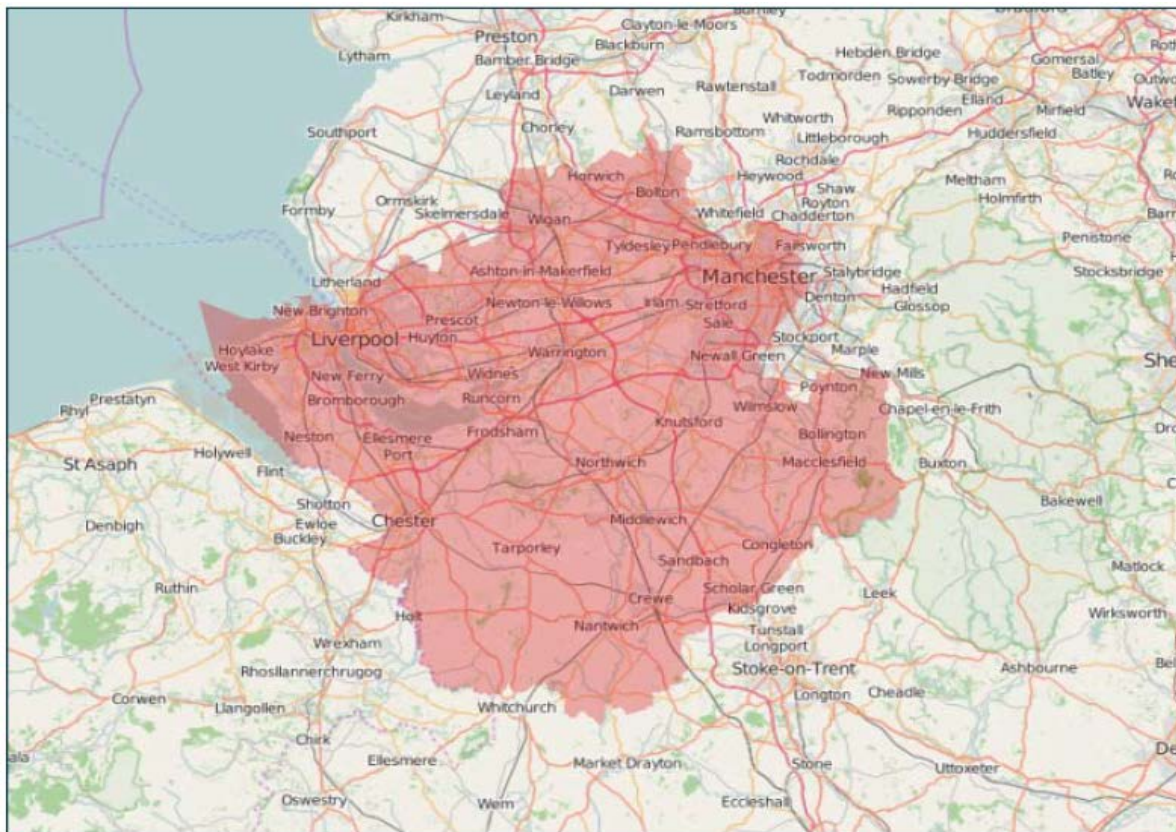 Kirkham
Preston
Clayton-le-Moors
Blackburn
Lytham
Bamber Bridge
Hebden Bridge
Gomersal
Batley
Leyland
Darwen
Rawtenstall
Todmorden
Sowerby Bridge
Elland
Mirfield
Ripponden
Chorley
Whitworth
Southport
Ramsbottom
Littleborough
Huddersfield
Rochdale
Horwich
Heywood
Meltham
Bolton
Shaw
Holmfirth
Ormskirk
Royton
Formby
Skelmersdale
Wigan
Whitefield
Chadderton
Penistone
Tyldesley
Pendlebury
Failsworth
Ashton-in-Makerfield
Manchester
Stalybridge
Stocksbridge
Litherland
Hadfield
Denton
Glossop
New Brighton
Newton-le-Willows
Irlam
Stretford
Prescot
Sale
Liverpool
Huyton
Stockport
Hoylake
Warrington
Newall Green
Marple
West Kirby
New Ferry
Widnes
New Mills
Poynton
Prestatyn
Bromborough
Runcorn
Wilmslow
Chapel-en-le-Frith
Rhyl
Knutsford
Neston
Ellesmere
Port
Frodsham
Bollington
Holywell
St Asaph
Flint
Northwich
Macclesfield
Buxton
Shotton
Bakewell
Denbigh
Ewloe
Chester
Middlewich
Buckley
Tarporley
Congleton
Sandbach
Matlock
Ruthin
Scholar Green
Leek
Crewe
Kidsgrove
Holt
Wirksworth
Nantwich
Tunstall
Wrexham
Longport
Rhosllannerchrugog
Stoke-on-Trent
Ashbourne
Corwen
Longton
Cheadle
Llangollen
Whitchurch
Chirk
Ellesmere
Market Drayton
Stone
Uttoxeter
Oswestry
Wem
Eccleshall